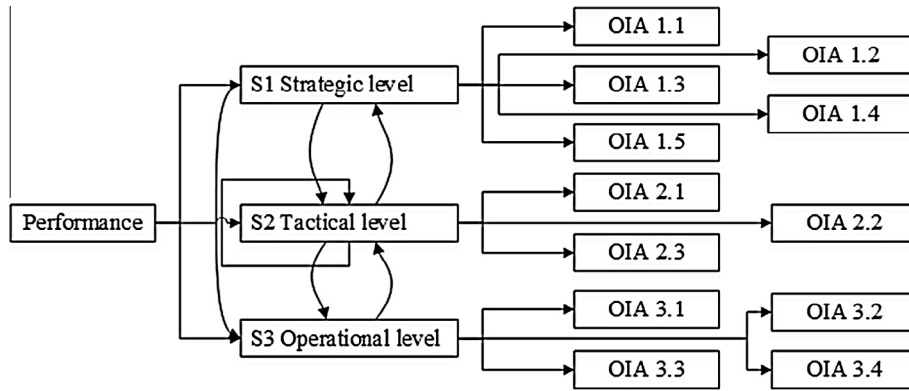 OIA 1.1
OIA 1.2
S1 Strategic level
OIA 1.3
OIA 1.4
OIA 1.5
OIA 2.1
Performance
S2 Tactical level
OIA 2.2
OIA 2.3
OIA 3.1
OIA 3.2
S3 Operational level
OIA 3.3
OIA 3.4